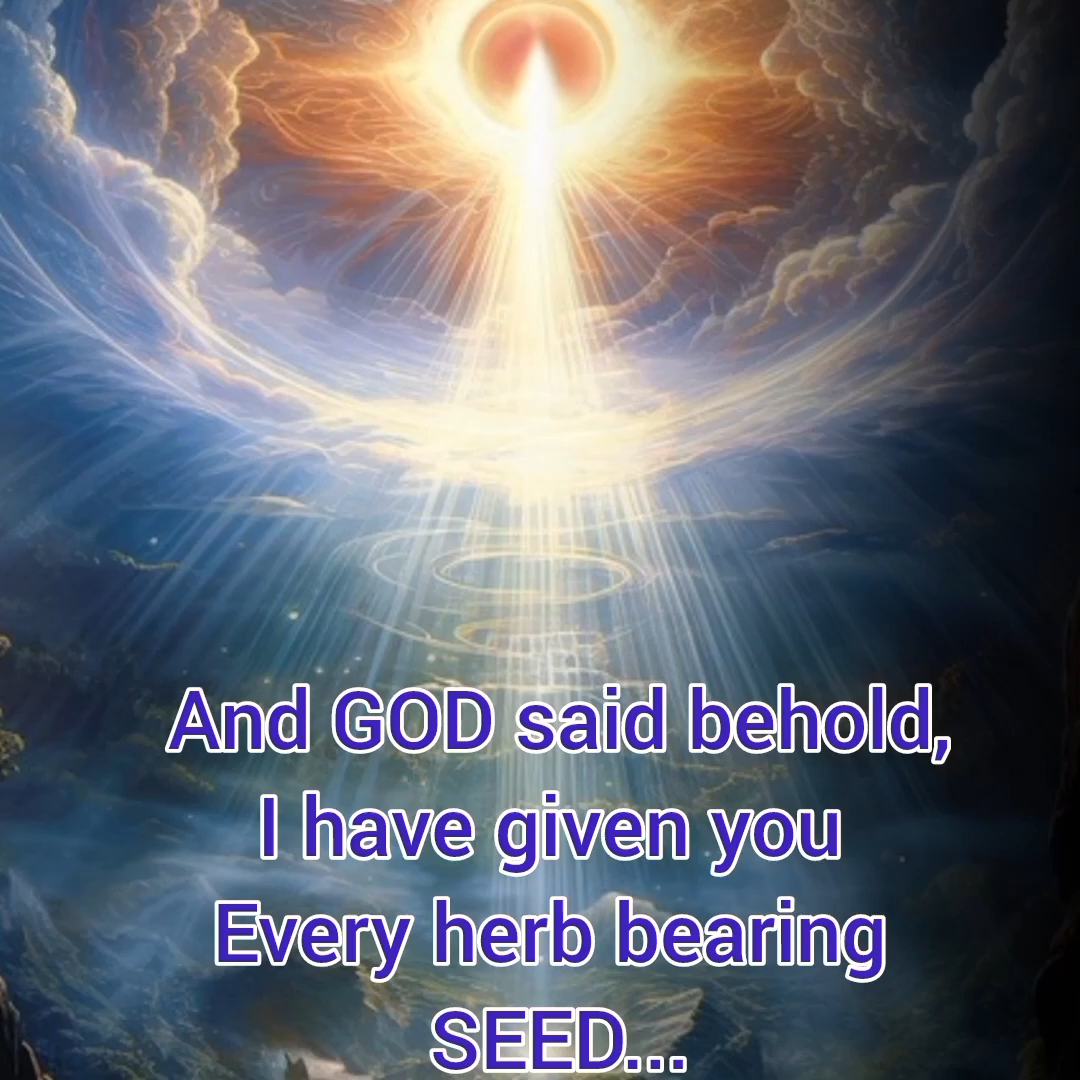 And GOD said behold,
I have given you
Every herb bearing
SEED...